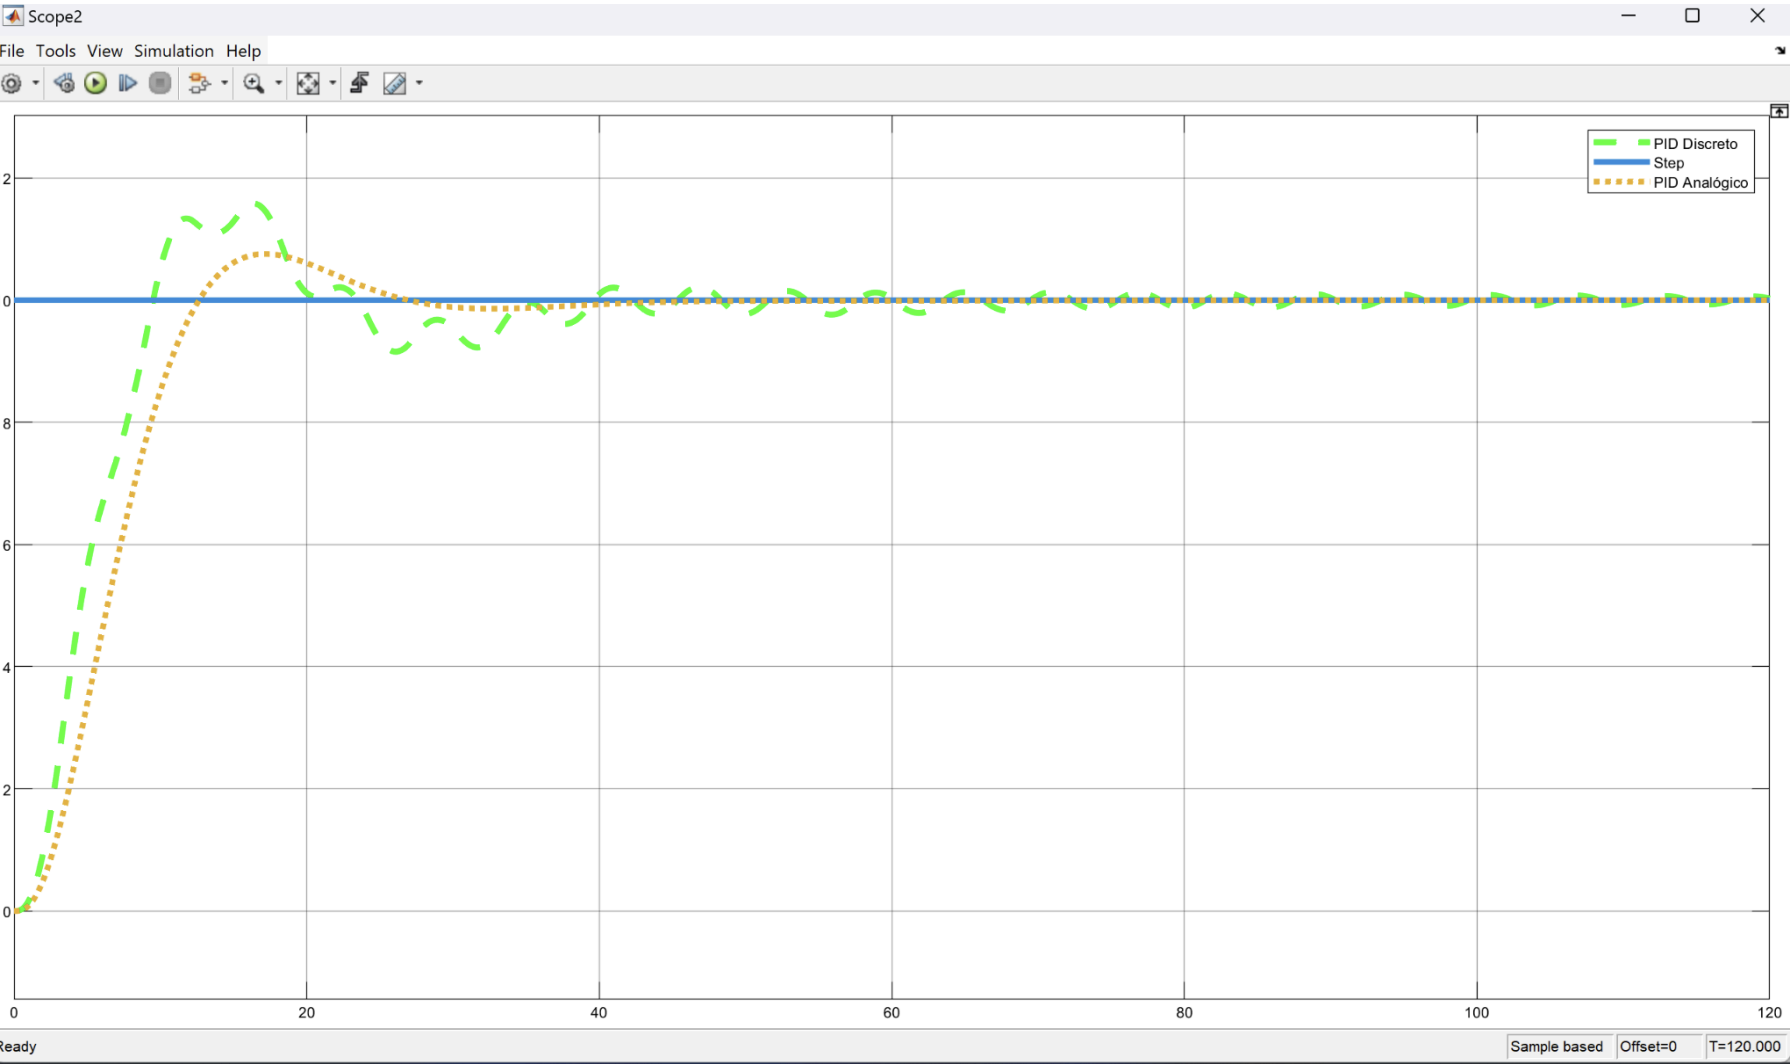 Scope2
File Tools View Simulation Help
PID Discreto
Step
PID Analógico
2
0
8
6
4
2
0
0 20 40 60 80 100 120
Ready
Sample based Offset=0 T=120.000